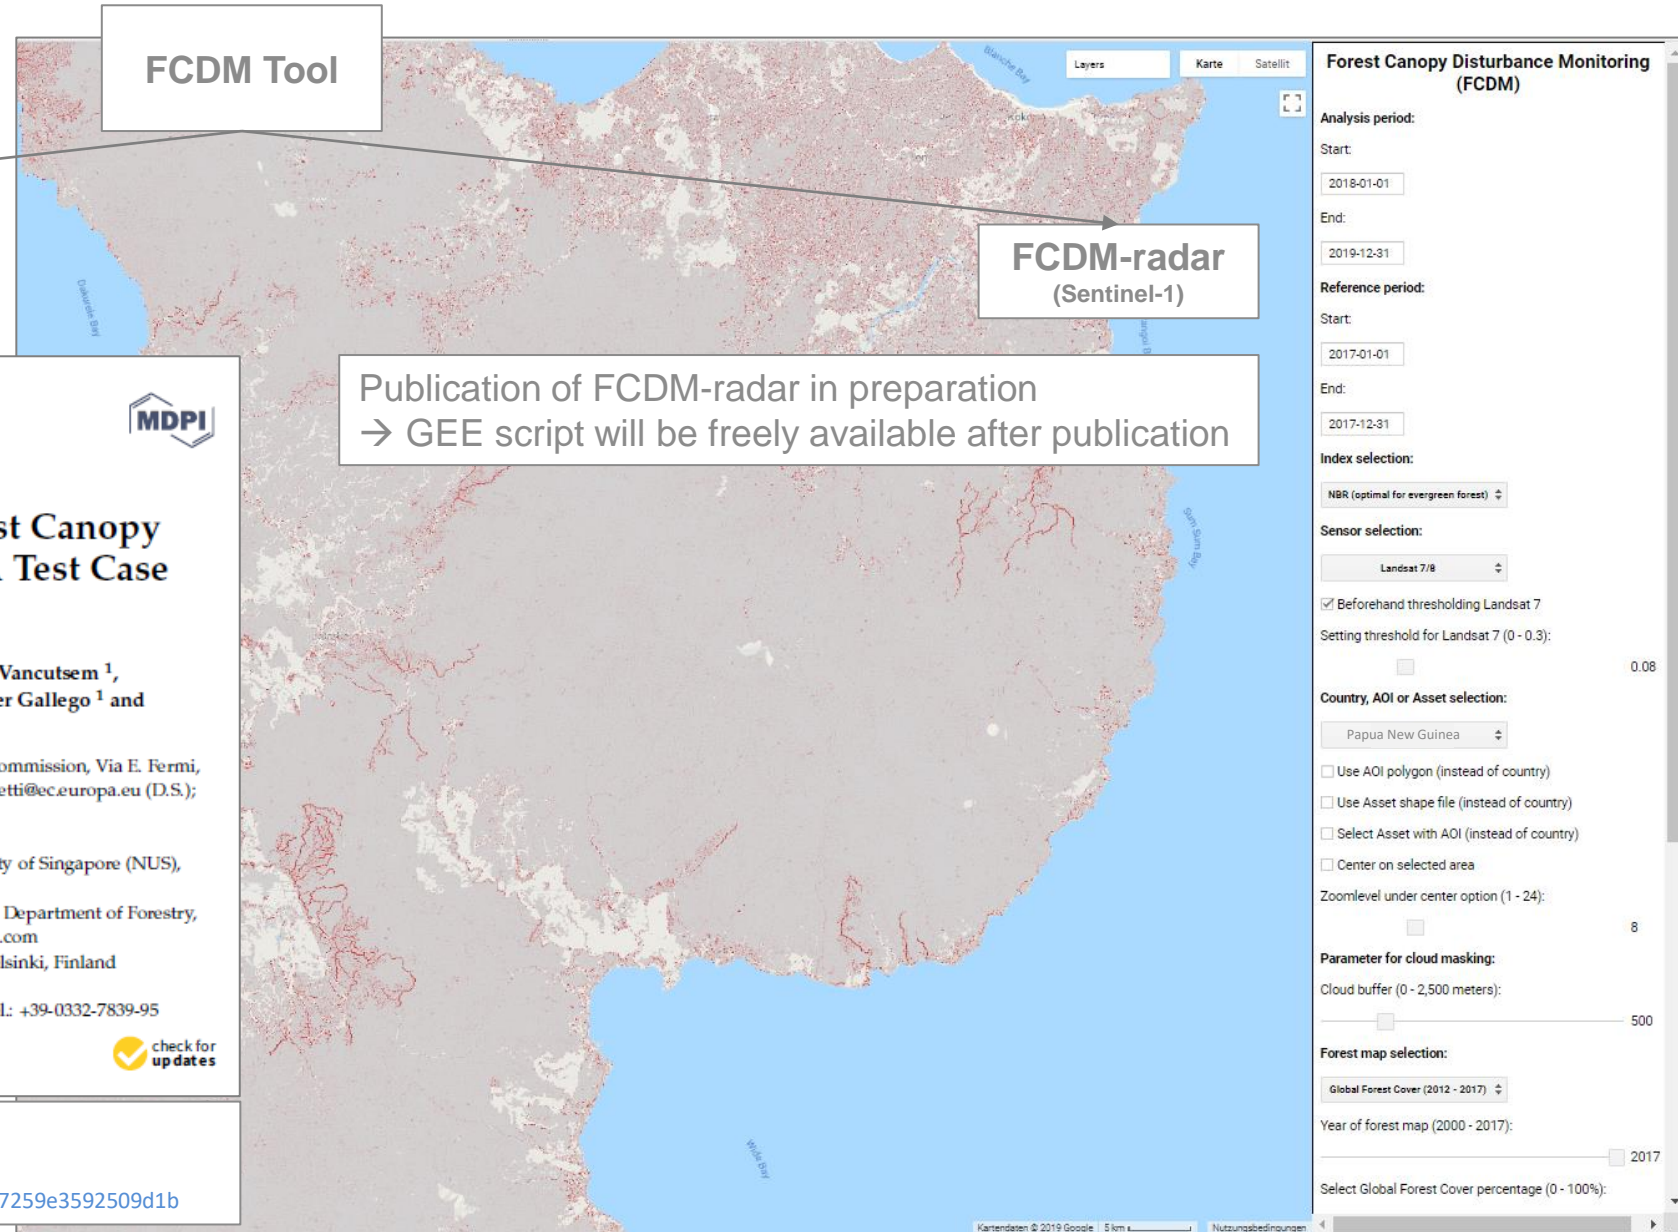 FCDM Tool
Blanche Bay
Layers
Karte
Satellit
FCDM-radar
(Sentinel-1)
Publication of FCDM-radar in preparation
→ GEE script will be freely available after publication
MDPI
st Canopy
Test Case
Vancutsem 1,
er Gallego 1 and
ommission, Via E. Fermi,
etti@ec.europa.eu (D.S.);
ty of Singapore (NUS),
Department of Forestry,
.com
lsinki, Finland
l.: +39-0332-7839-95
check for
updates
7259e3592509d1b
Sum Sum Bay
Wide Bay
Kartendaten © 2019 Google
5 km
Nutzungsbedingungen
Forest Canopy Disturbance Monitoring
(FCDM)
Analysis period:
Start:
2018-01-01
End:
2019-12-31
Reference period:
Start:
2017-01-01
End:
2017-12-31
Index selection:
NBR (optimal for evergreen forest)
Sensor selection:
Landsat 7/8
Beforehand thresholding Landsat 7
Setting threshold for Landsat 7 (0 - 0.3):
0.08
Country, AOI or Asset selection:
Papua New Guinea
Use AOI polygon (instead of country)
Use Asset shape file (instead of country)
Select Asset with AOI (instead of country)
Center on selected area
Zoomlevel under center option (1 - 24):
8
Parameter for cloud masking:
Cloud buffer (0 - 2,500 meters):
500
Forest map selection:
Global Forest Cover (2012 - 2017)
Year of forest map (2000 - 2017):
2017
Select Global Forest Cover percentage (0 - 100%):